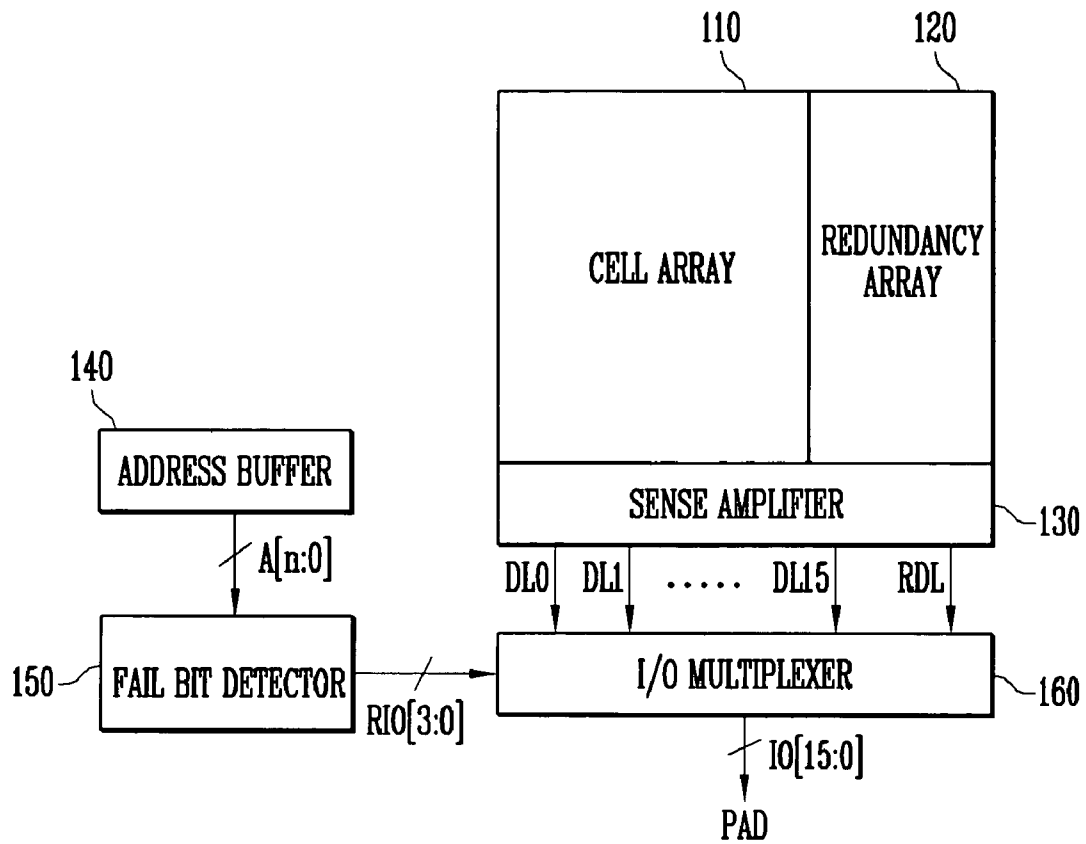 110
120
CELL ARRAY
REDUNDANCY
ARRAY
140
ADDRESS BUFFER
SENSE AMPLIFIER
130
A[n:0]
DL0
DL1
.....
DL15
RDL
150
FAIL BIT DETECTOR
RIO[3:0]
I/O MULTIPLEXER
160
IO[15:0]
PAD